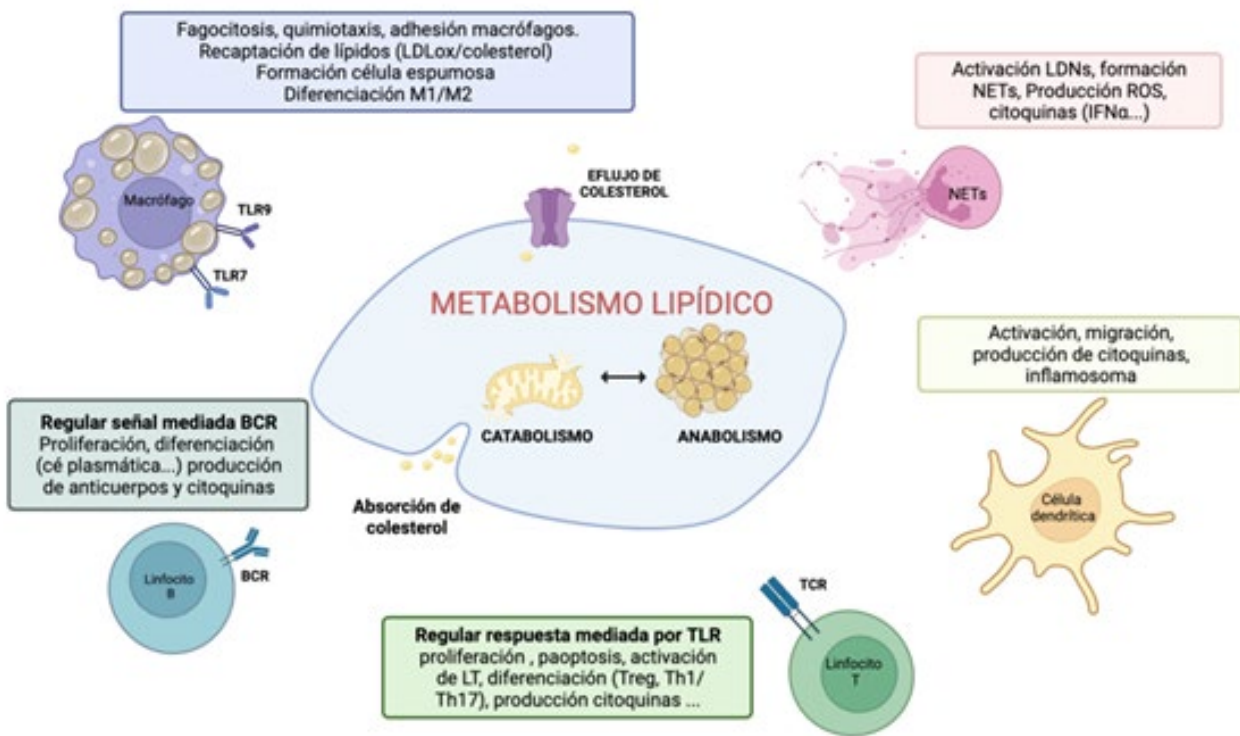 Fagocitosis, quimiotaxis, adhesión macrófagos.
Recaptación de lípidos (LDLox/colesterol)
Formación célula espumosa
Diferenciación M1/M2
Macrófago
TLR9
TLR7
EFLUJO DE
COLESTEROL
Activación LDNs, formación
NETs, Producción ROS,
citoquinas (IFNα...)
NETs
METABOLISMO LIPÍDICO
CATABOLISMO
ANABOLISMO
Absorción de
colesterol
Activación, migración,
producción de citoquinas,
inflamosoma
Célula
dendrítica
Regular señal mediada BCR
Proliferación, diferenciación
(cé plasmática...) producción
de anticuerpos y citoquinas
Linfocito
B
BCR
Regular respuesta mediada por TLR
proliferación , paoptosis, activación
de LT, diferenciación (Treg, Th1/
Th17), producción citoquinas ...
TCR
Linfocito
T